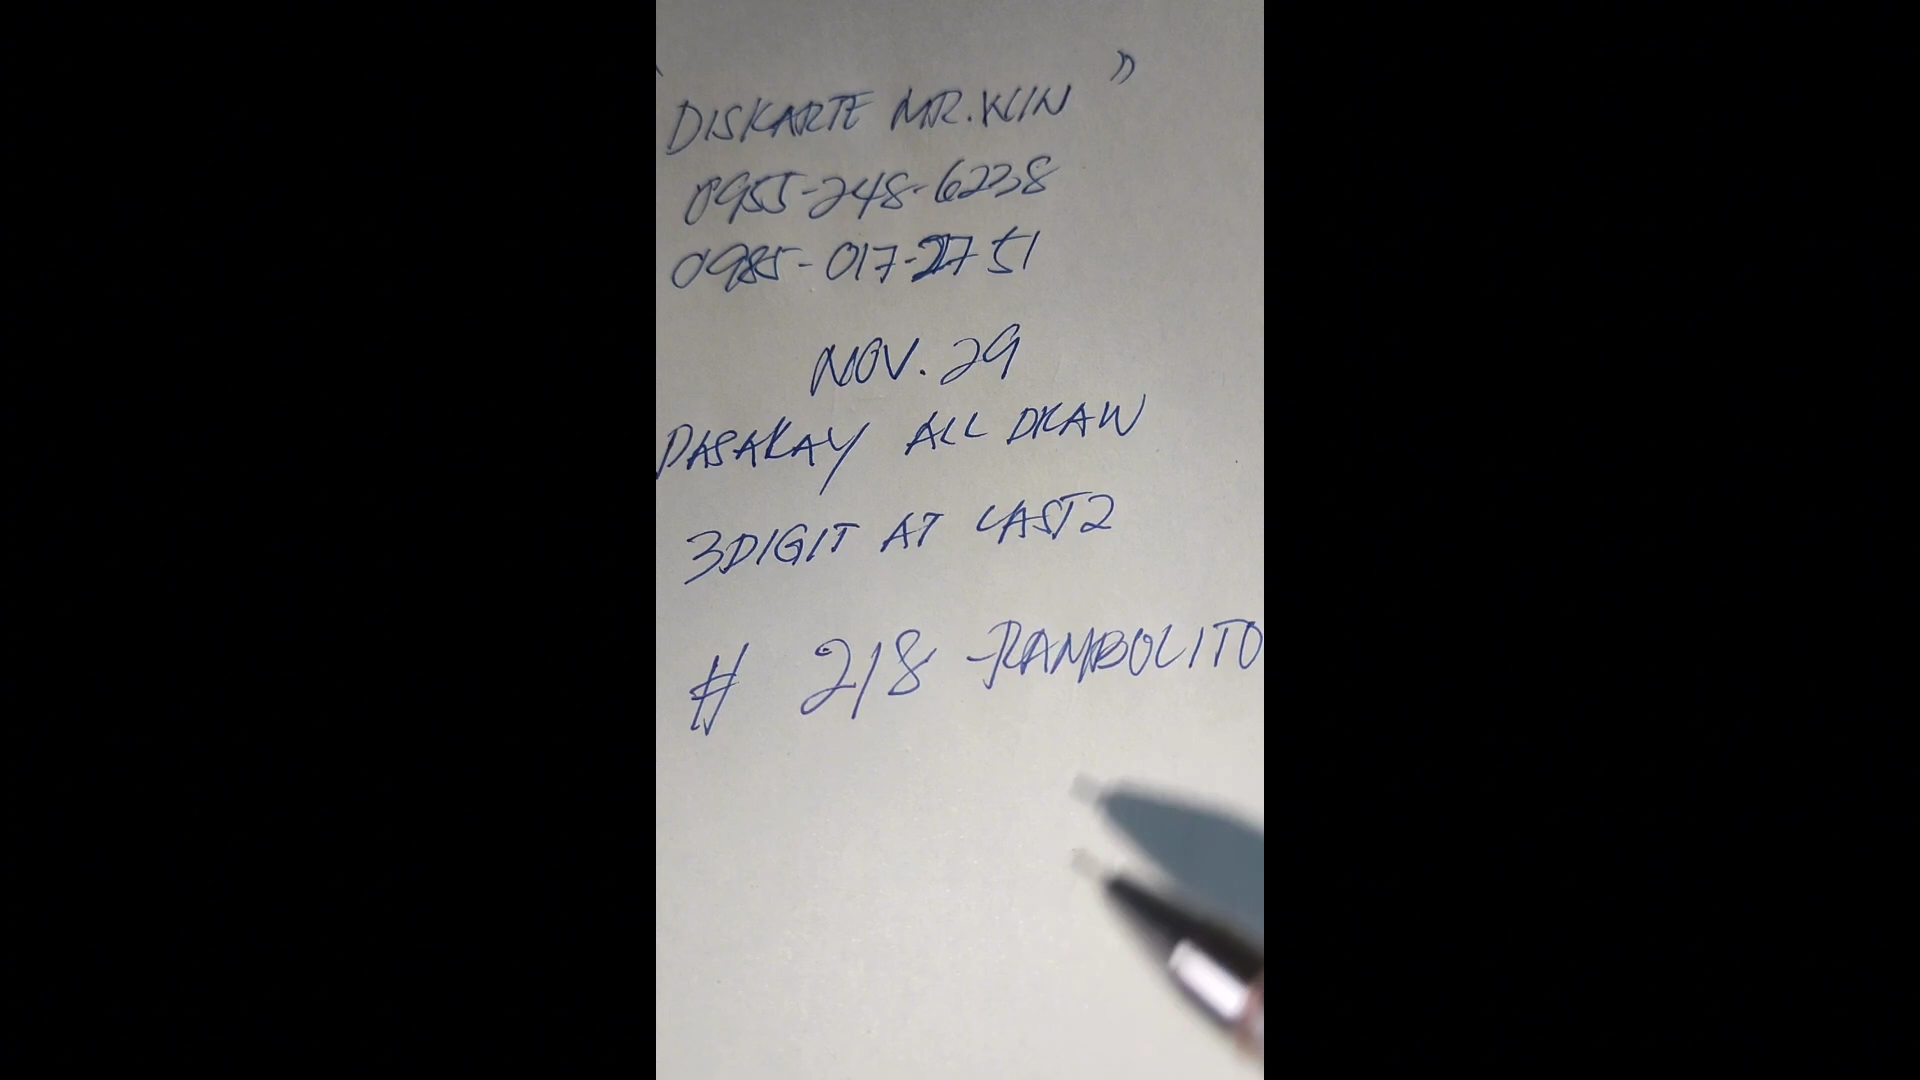 "DISKARTE MR. WIN"
0955-248-6238
0985-017-2751
NOV. 29
PASAKAY ALL DRAW
3DIGIT AT LAST2
# 218 -RAMBOLITO